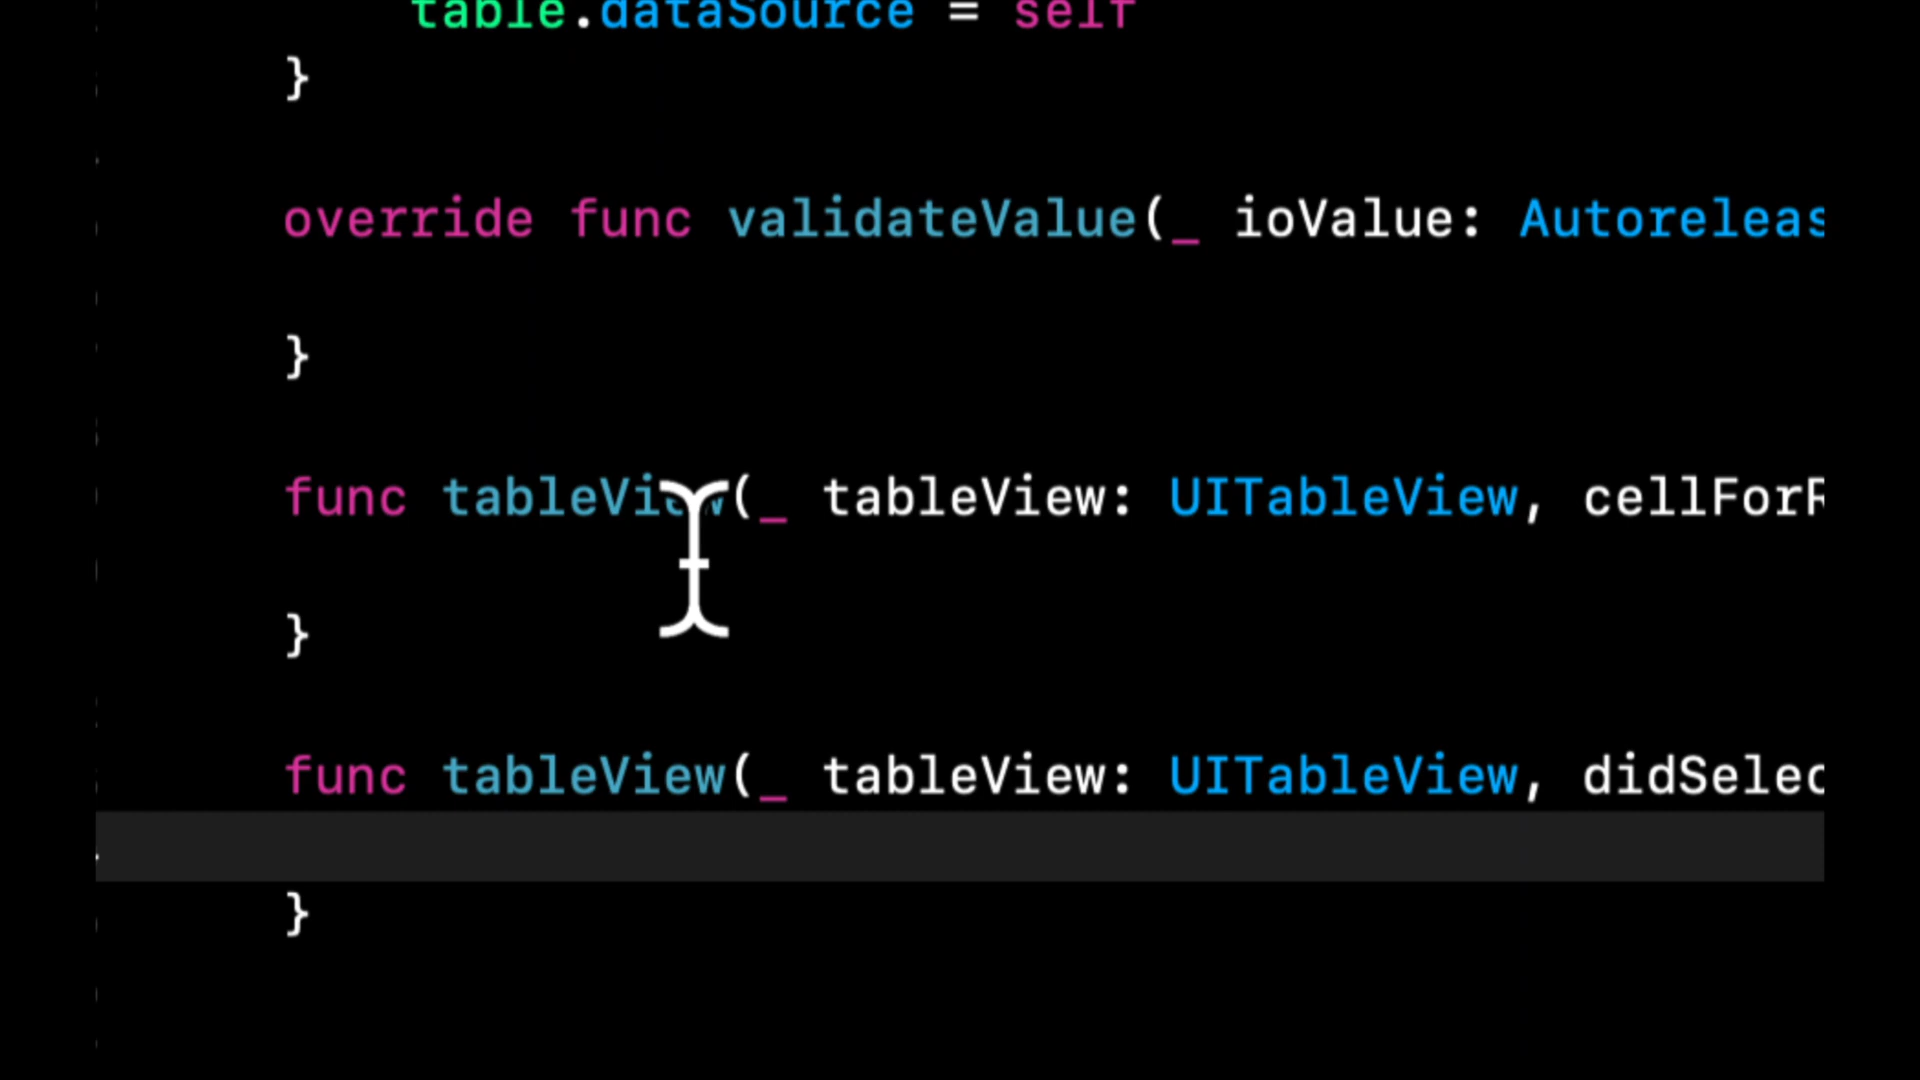 table.dataSource = self
}
override func validateValue(_ ioValue: Autoreleas
}
func tableView(_ tableView: UITableView, cellForR
}
func tableView(_ tableView: UITableView, didSelec
}